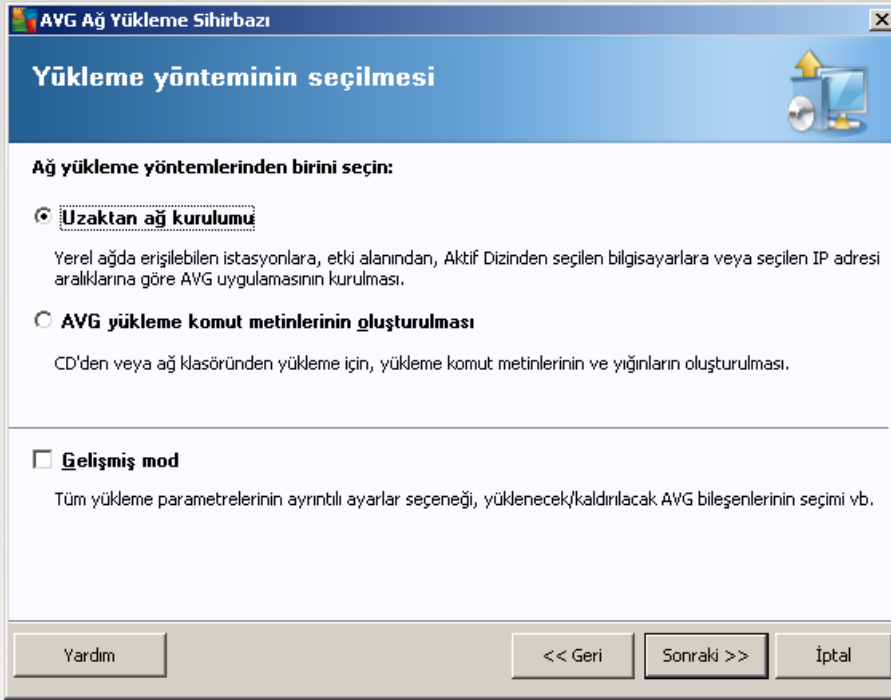 AVG Ağ Yükleme Sihirbazı
Yükleme yönteminin seçilmesi
Ağ yükleme yöntemlerinden birini seçin:
Uzaktan ağ kurulumu
Yerel ağda erişilebilen istasyonlara, etki alanından, Aktif Dizinden seçilen bilgisayarlara veya seçilen IP adresi
aralıklarına göre AVG uygulamasının kurulması.
AVG yükleme komut metinlerinin oluşturulması
CD'den veya ağ klasöründen yükleme için, yükleme komut metinlerinin ve yığınların oluşturulması.
Gelişmiş mod
Tüm yükleme parametrelerinin ayrıntılı ayarlar seçeneği, yüklenecek/kaldırılacak AVG bileşenlerinin seçimi vb.
Yardım << Geri Sonraki >> İptal